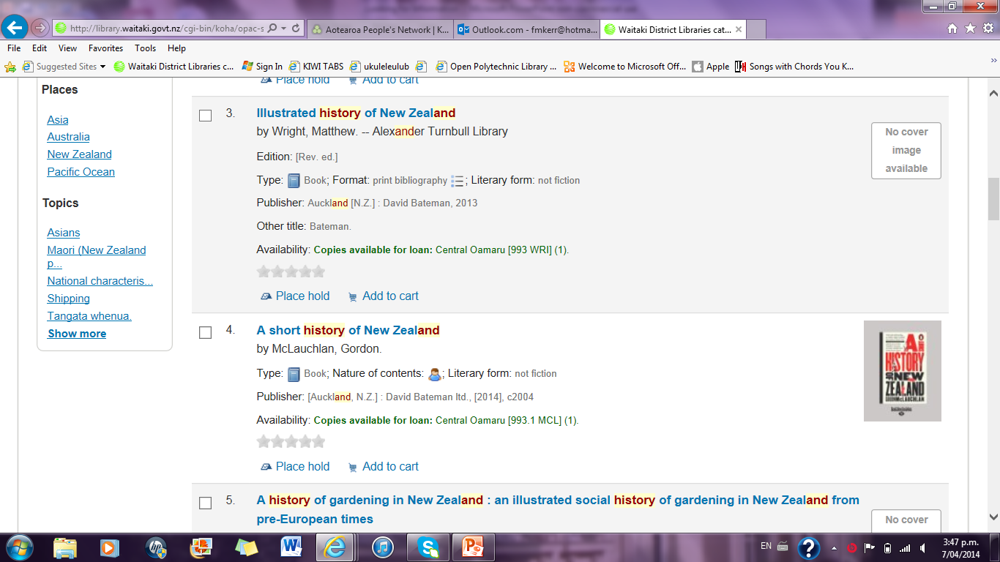 http://library.waitaki.govt.nz/cgi-bin/koha/opac-s
Aotearoa People's Network | K...
Outlook.com - fmkerr@hotma...
Waitaki District Libraries cat...
File Edit View Favorites Tools Help
Suggested Sites
Waitaki District Libraries c...
Sign In
KIWI TABS
ukuleleulub
Open Polytechnic Library ...
Welcome to Microsoft Off...
Apple
Songs with Chords You K...
Places
Asia
Australia
New Zealand
Pacific Ocean
Topics
Asians
Maori (New Zealand
p...
National characteris...
Shipping
Tangata whenua.
Show more
Place hold Add to cart
3. Illustrated history of New Zealand
by Wright, Matthew. -- Alexander Turnbull Library
Edition: [Rev. ed.]
Type: Book; Format: print bibliography ; Literary form: not fiction
Publisher: Auckland [N.Z.] : David Bateman, 2013
Other title: Bateman.
Availability: Copies available for loan: Central Oamaru [993 WRI] (1).
Place hold Add to cart
No cover
image
available
4. A short history of New Zealand
by McLauchlan, Gordon.
Type: Book; Nature of contents: ; Literary form: not fiction
Publisher: [Auckland, N.Z.] : David Bateman ltd., [2014], c2004
Availability: Copies available for loan: Central Oamaru [993.1 MCL] (1).
Place hold Add to cart
A
HISTORY
NEW
ZEALAND
McLAUCHLAN
5. A history of gardening in New Zealand : an illustrated social history of gardening in New Zealand from
pre-European times
No cover
EN
3:47 p.m.
7/04/2014